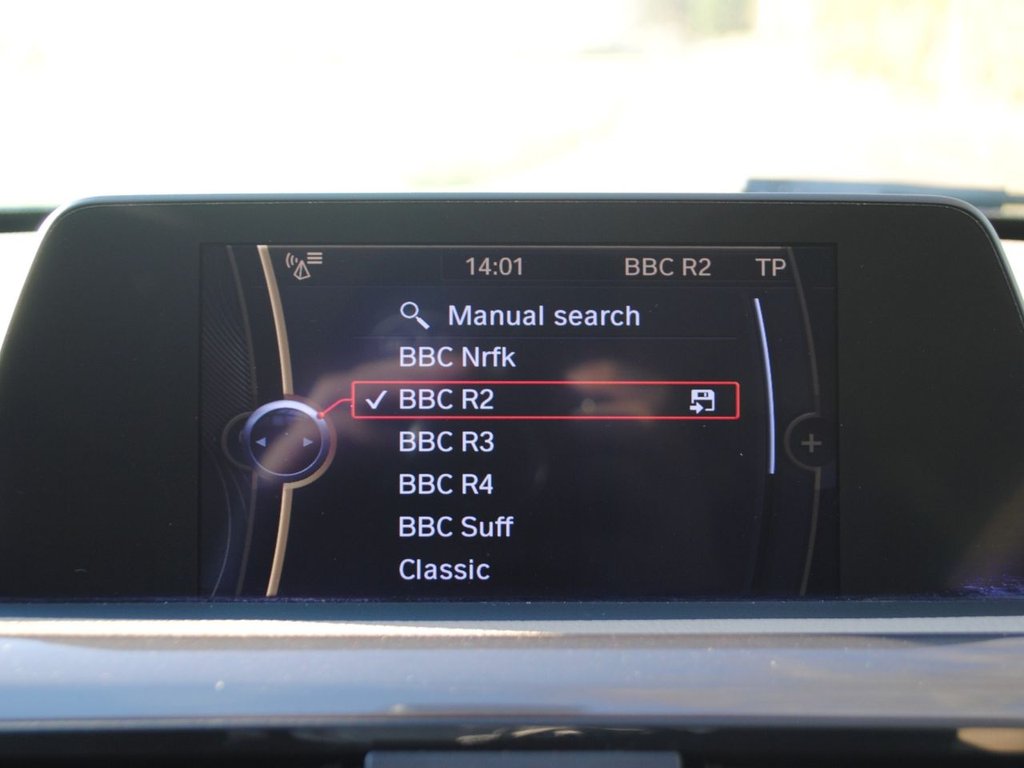 14:01 BBC R2 TP
Manual search
BBC Nrfk
BBC R2
BBC R3
BBC R4
BBC Suff
Classic